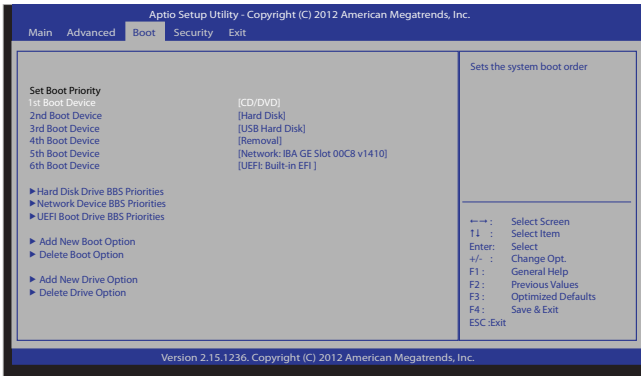 Aptio Setup Utility - Copyright (C) 2012 American Megatrends, Inc.
Main Advanced Boot Security Exit
Sets the system boot order
Set Boot Priority
1st Boot Device [CD/DVD]
2nd Boot Device [Hard Disk]
3rd Boot Device [USB Hard Disk]
4th Boot Device [Removal]
5th Boot Device [Network: IBA GE Slot 00C8 v1410]
6th Boot Device [UEFI: Built-in EFI ]
►Hard Disk Drive BBS Priorities
►Network Device BBS Priorities
►UEFI Boot Drive BBS Priorities
► Add New Boot Option
► Delete Boot Option
► Add New Drive Option
► Delete Drive Option
←→ : Select Screen
↑↓ : Select Item
Enter: Select
+/- : Change Opt.
F1 : General Help
F2 : Previous Values
F3 : Optimized Defaults
F4 : Save & Exit
ESC :Exit
Version 2.15.1236. Copyright (C) 2012 American Megatrends, Inc.